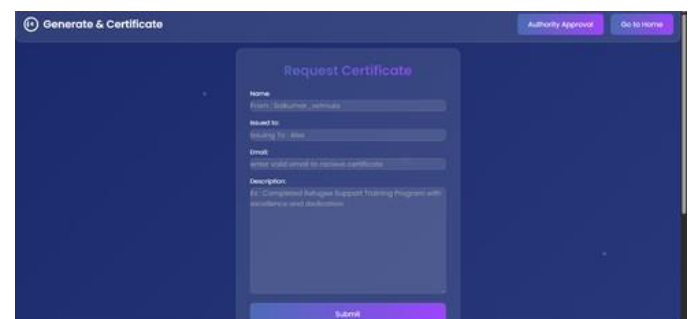 Generate & Certificate
Authority Approval
Go to Home
Request Certificate
Name:
From : Saikumar_
Issued to:
Issuing To : Alex
Email:
enter valid email to recieve certificate
Description:
Ex : Completed Refugee Support Training Program with
excellence and dedication.
Submit